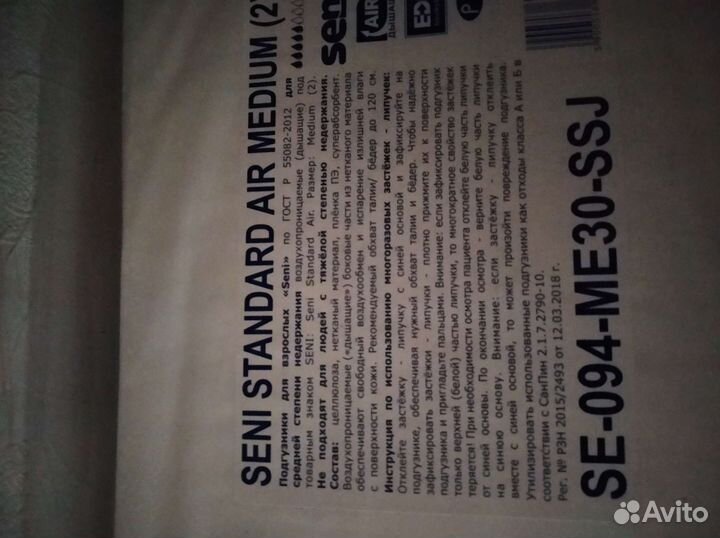 SENI STANDARD AIR MEDIUM (2)
Подгузники для взрослых «Seni» по ГОСТ Р 55082-2012 для
средней степени недержания воздухопроницаемые (дышащие) под
товарным знаком SENI: Seni Standard Air. Размер: Medium (2).
Не подходят для людей с тяжёлой степенью недержания.
Состав: целлюлоза, нетканый материал, плёнка ПЭ, суперабсорбент.
Воздухопроницаемые («дышащие») боковые части из нетканого материала
обеспечивают свободный воздухообмен и испарение излишней влаги
с поверхности кожи. Рекомендуемый обхват талии/ бёдер до 120 см.
Инструкция по использованию многоразовых застёжек - липучек:
Отклейте застёжку - липучку с синей основой и зафиксируйте на
подгузнике, обеспечивая нужный обхват талии и бёдер. Чтобы надёжно
зафиксировать застёжки - липучки - плотно прижмите их к поверхности
подгузника и пригладьте пальцами. Внимание: если зафиксировать подгузник
только верхней (белой) частью липучки, то многократное свойство застёжек
теряется! При необходимости осмотра пациента отклейте белую часть липучки
от синей основы. По окончании осмотра - верните белую часть липучки
на синюю основу. Внимание: если застёжку - липучку отклеить
вместе с синей основой, то может произойти повреждение подгузника.
Утилизировать использованные подгузники как отходы класса А или Б в
соответствии с СанПин 2.1.7.2790-10.
Рег. № РЗН 2015/2493 от 12.03.2018 г.
SE-094-ME30-SSJ
seni
AIR
ДЫШАЩ
Avito